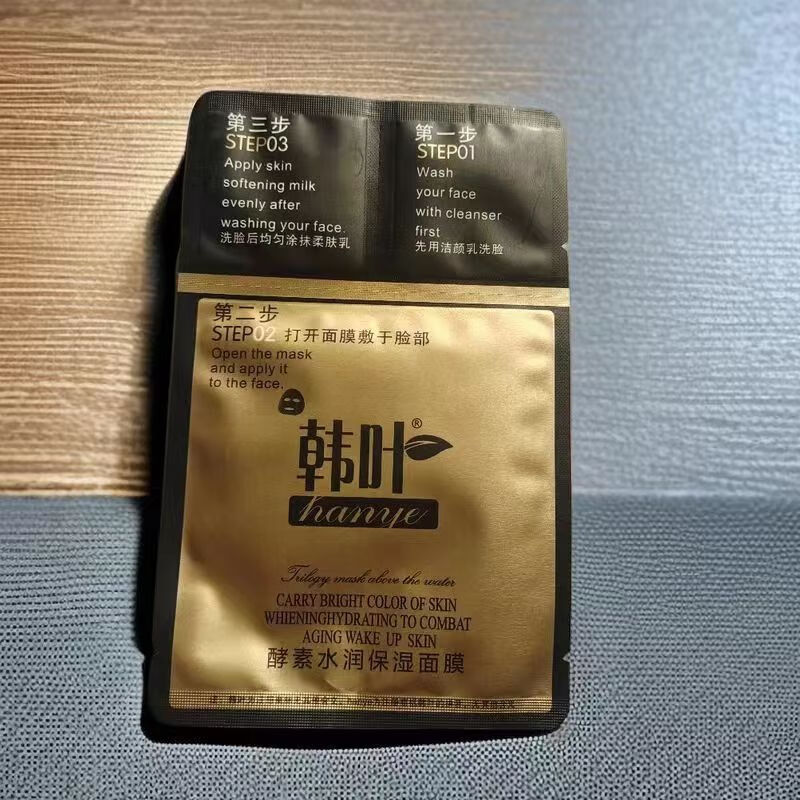 第三步
STEP03
Apply skin
softening milk
evenly after
washing your face.
洗脸后均匀涂抹柔肤乳
第一步
STEP01
Wash
your face
with cleanser
first
先用洁颜乳洗脸
第二步
STEP02 打开面膜敷于脸部
Open the mask
and apply it
to the face.
韩叶®
hanye
Trilogy mask above the water
CARRY BRIGHT COLOR OF SKIN
WHIENINGHYDRATING TO COMBAT
AGING WAKE UP SKIN
酵素水润保湿面膜